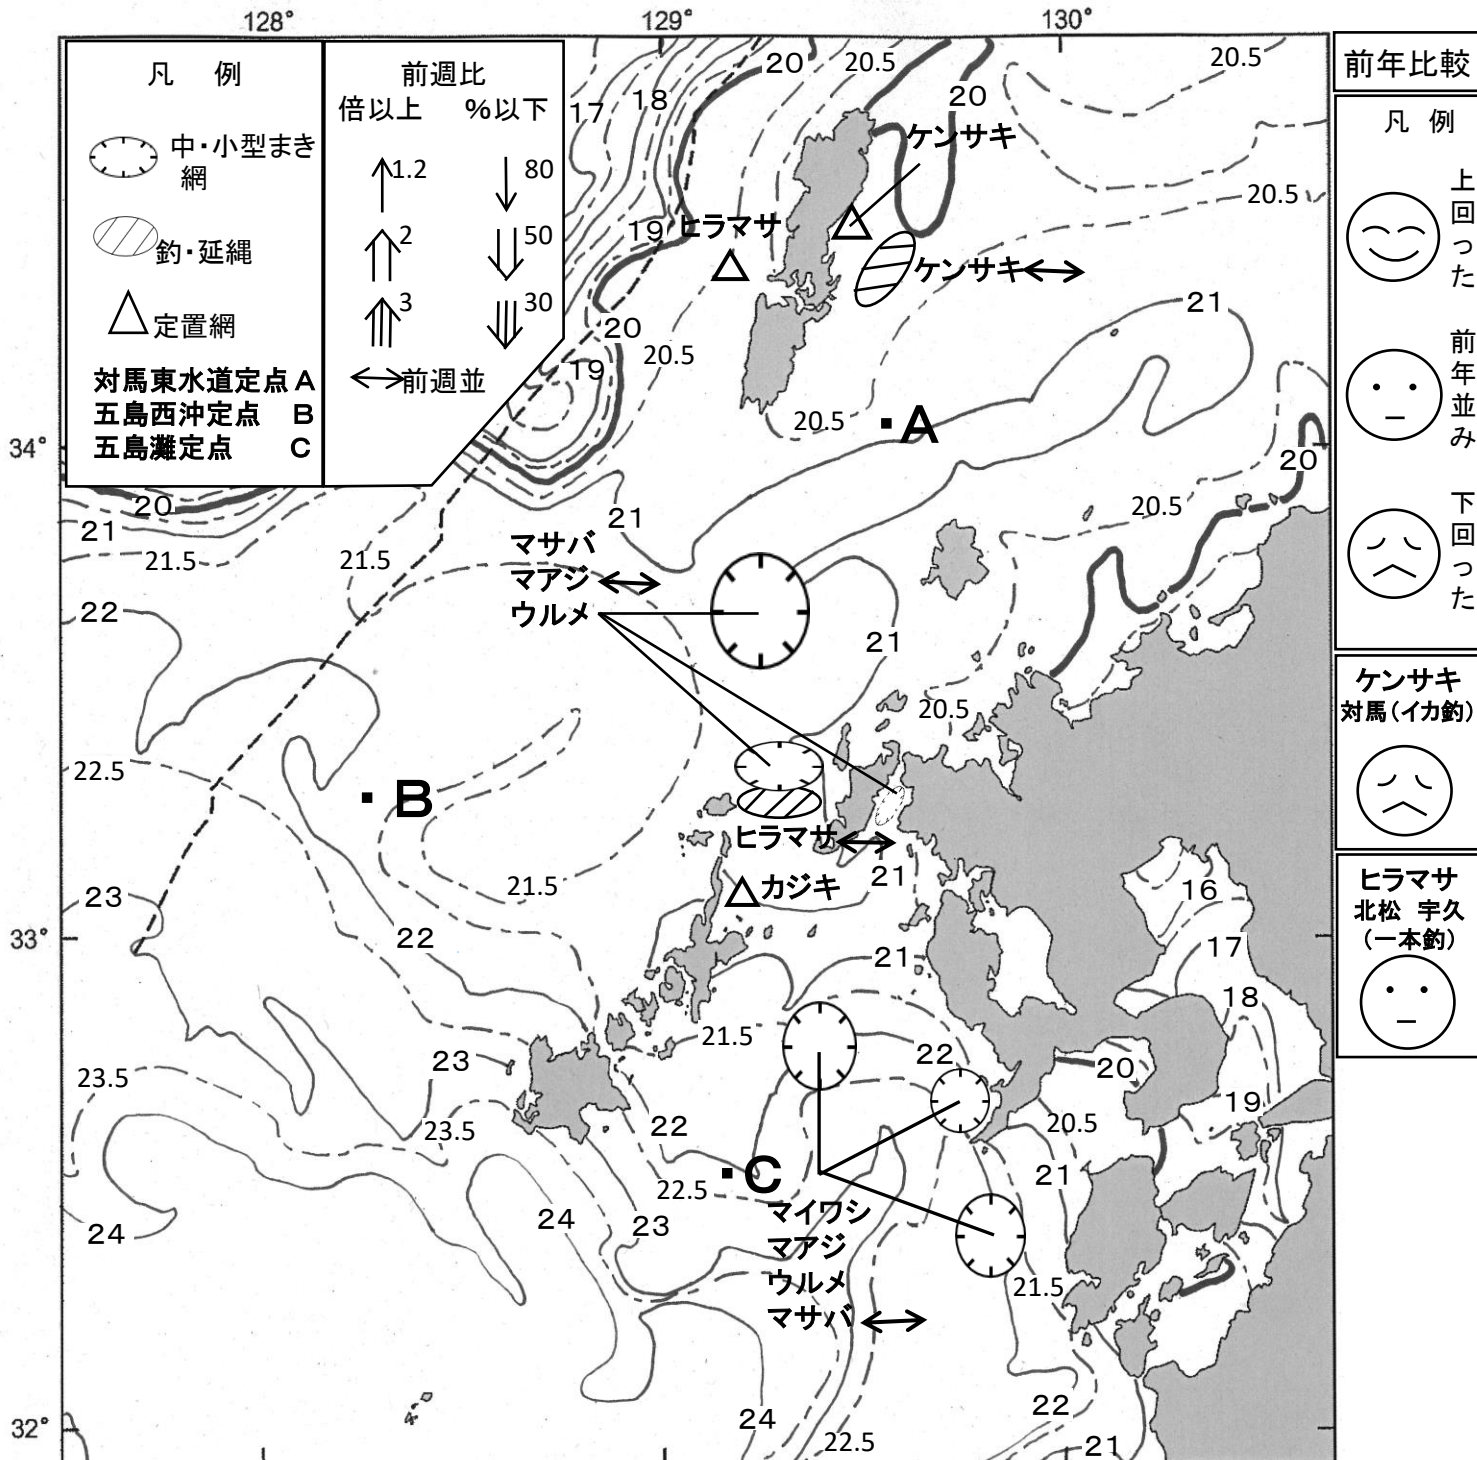 128°
129°
130°
凡 例
中・小型まき
網
釣・延縄
定置網
対馬東水道定点 A
五島西沖定点 B
五島灘定点 C
前週比
倍以上 %以下
1.2 80
2 50
3 30
前週並
17
18
20
20.5
20
20.5
ケンサキ
20.5
19
ヒラマサ
ケンサキ
21
20
20.5
19
20.5
A
34°
20
20
21
21
20.5
21.5
21.5
マサバ
マアジ
ウルメ
22
21
20.5
22.5
B
ヒラマサ
21
21.5
カジキ
16
23
33°
22
21
17
18
21.5
22
23
20
23.5
19
23.5
22
20.5
C
22.5
21
24
24
23
マイワシ
マアジ
ウルメ
マサバ
21.5
22
24
32°
22.5
21
前年比較
凡 例
上回った
前年並み
下回った
ケンサキ
対馬(イカ釣)
ヒラマサ
北松 宇久
(一本釣)